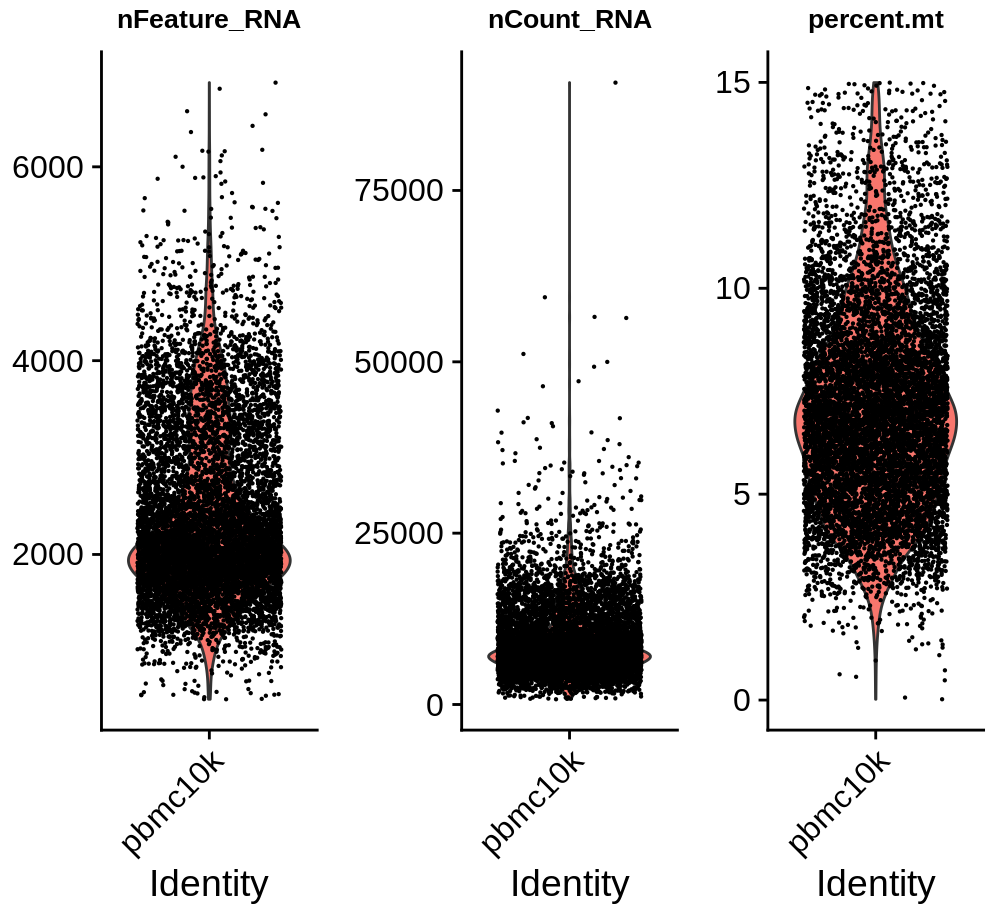 nFeature_RNA
6000
4000
2000
pbmc10k
Identity
nCount_RNA
75000
50000
25000
0
pbmc10k
Identity
percent.mt
15
10
5
0
pbmc10k
Identity